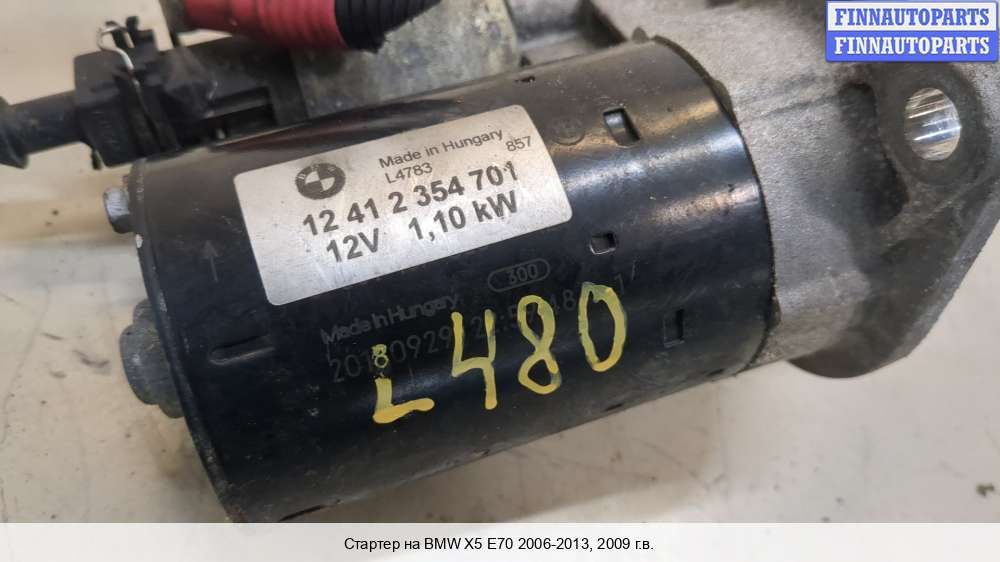 FINNAUTOPARTS
FINNAUTOPARTS
Made in Hungary 857
L4783
12 41 2 354 701
12V 1,10 kW
300
Made in Hungary
L480
Стартер на BMW X5 E70 2006-2013, 2009 г.в.